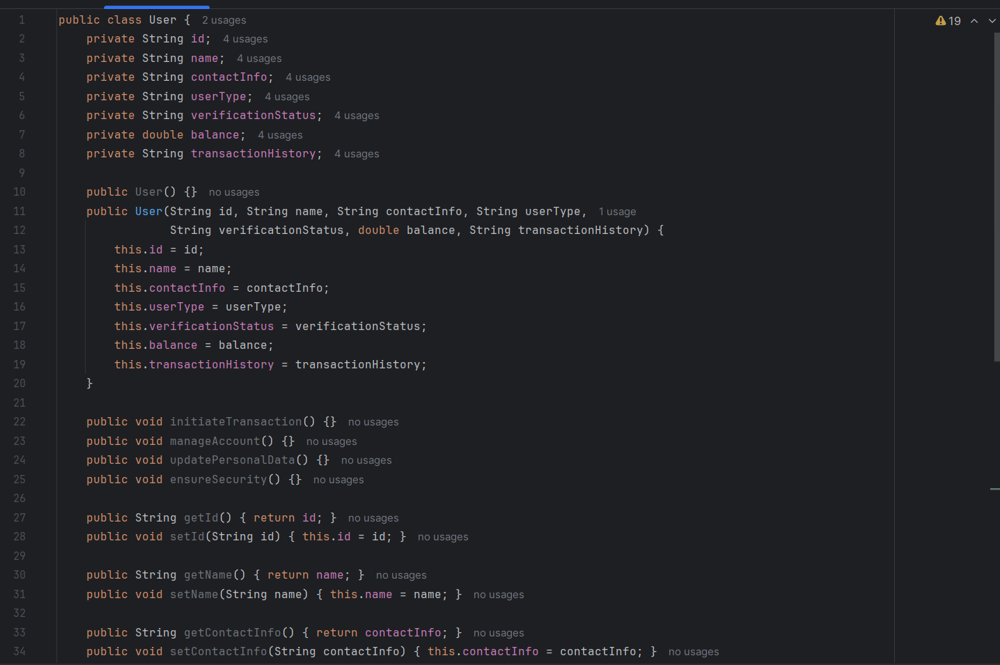 19
1 public class User { 2 usages
2 private String id; 4 usages
3 private String name; 4 usages
4 private String contactInfo; 4 usages
5 private String userType; 4 usages
6 private String verificationStatus; 4 usages
7 private double balance; 4 usages
8 private String transactionHistory; 4 usages
9
10 public User() {} no usages
11 public User(String id, String name, String contactInfo, String userType, 1 usage
12 String verificationStatus, double balance, String transactionHistory) {
13 this.id = id;
14 this.name = name;
15 this.contactInfo = contactInfo;
16 this.userType = userType;
17 this.verificationStatus = verificationStatus;
18 this.balance = balance;
19 this.transactionHistory = transactionHistory;
20 }
21
22 public void initiateTransaction() {} no usages
23 public void manageAccount() {} no usages
24 public void updatePersonalData() {} no usages
25 public void ensureSecurity() {} no usages
26
27 public String getId() { return id; } no usages
28 public void setId(String id) { this.id = id; } no usages
29
30 public String getName() { return name; } no usages
31 public void setName(String name) { this.name = name; } no usages
32
33 public String getContactInfo() { return contactInfo; } no usages
34 public void setContactInfo(String contactInfo) { this.contactInfo = contactInfo; } no usages